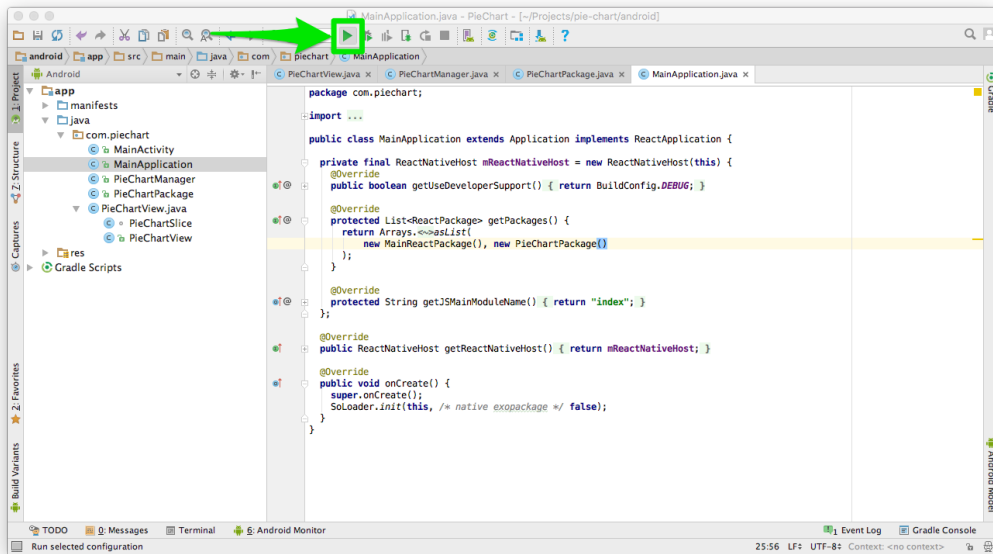 MainApplication.java - PieChart - [~/Projects/pie-chart/android]
android app src main java com piechart MainApplication
Android
PieChartView.java × PieChartManager.java × PieChartPackage.java × MainApplication.java ×
1: Project
Z: Structure
Captures
2: Favorites
Build Variants
app
manifests
java
com.piechart
MainActivity
MainApplication
PieChartManager
PieChartPackage
PieChartView.java
PieChartSlice
PieChartView
res
Gradle Scripts
package com.piechart;
import ...
public class MainApplication extends Application implements ReactApplication {
private final ReactNativeHost mReactNativeHost = new ReactNativeHost(this) {
@Override
public boolean getUseDeveloperSupport() { return BuildConfig.DEBUG; }
@Override
protected List<ReactPackage> getPackages() {
return Arrays.<~>asList(
new MainReactPackage(), new PieChartPackage()
);
}
@Override
protected String getJSMainModuleName() { return "index"; }
};
@Override
public ReactNativeHost getReactNativeHost() { return mReactNativeHost; }
@Override
public void onCreate() {
super.onCreate();
SoLoader.init(this, /* native exopackage */ false);
}
}
Gradle
Android Model
TODO 0: Messages Terminal 6: Android Monitor 1 Event Log Gradle Console
Run selected configuration 25:56 LF÷ UTF-8÷ Context: <no context>